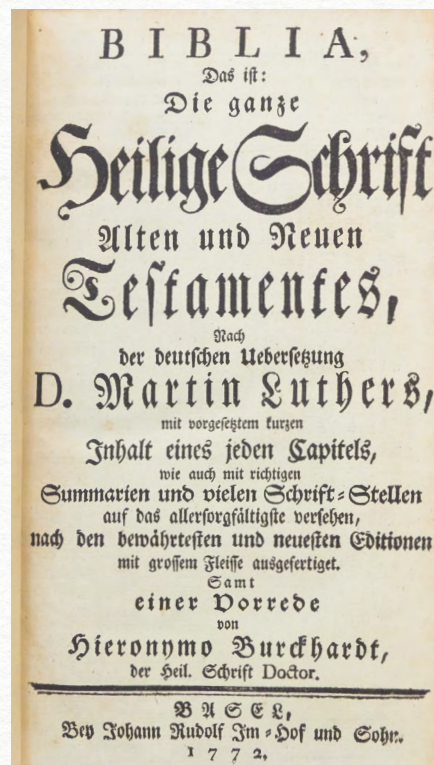 BIBLIA,
Das ist:
Die ganze
Heilige Schrift
Alten und Neuen
Testamentes,
Nach
der deutschen Uebersetzung
D. Martin Luthers,
mit vorgesetztem kurzen
Inhalt eines jeden Capitels,
wie auch mit richtigen
Summarien und vielen Schrift-Stellen
auf das allersorgfältigste versehen,
nach den bewährtesten und neuesten Editionen
mit grossem Fleisse ausgefertiget.
Samt
einer Vorrede
von
Hieronymo Burckhardt,
der Heil. Schrift Doctor.
BASEL,
Bey Johann Rudolf Im-Hof und Sohn.
1772.